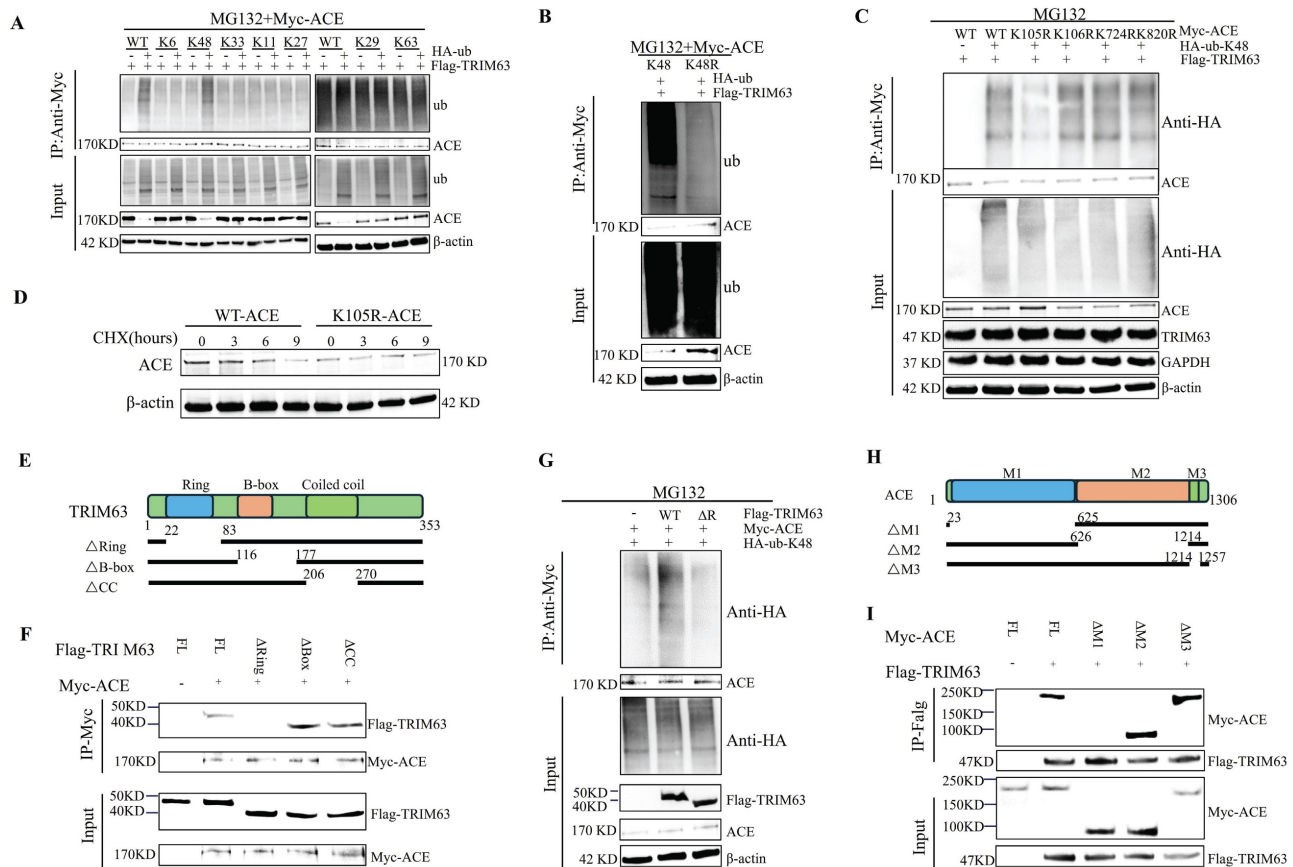 A
MG132+Myc-ACE
WT K6 K48 K33 K11 K27 WT K29 K63
- + - + - + - + - + - + - + - + - + HA-ub
+ + + + + + + + + + + + + + + + + + Flag-TRIM63
IP:Anti-Myc
ub
170KD ACE
Input
ub
170KD ACE
42 KD β-actin
B
MG132+Myc-ACE
K48 K48R
+ + HA-ub
+ + Flag-TRIM63
IP:Anti-Myc
ub
170 KD ACE
Input
ub
170 KD ACE
42 KD β-actin
C
MG132
WT WT K105R K106R K724R K820R Myc-ACE
- + + + + + HA-ub-K48
+ + + + + + Flag-TRIM63
IP:Anti-Myc
Anti-HA
170 KD ACE
Input
Anti-HA
170 KD ACE
47 KD TRIM63
37 KD GAPDH
42 KD β-actin
D
WT-ACE K105R-ACE
CHX(hours) 0 3 6 9 0 3 6 9
ACE 170 KD
β-actin 42 KD
E
Ring B-box Coiled coil
TRIM63
1 22 83 353
△Ring
116 177
△B-box
206 270
△CC
F
Flag-TRI M63 FL FL ΔRing ΔBox ΔCC
Myc-ACE - + + + +
IP-Myc
50KD
40KD
Flag-TRIM63
170KD Myc-ACE
Input
50KD
40KD
Flag-TRIM63
170KD Myc-ACE
G
MG132
- WT ΔR Flag-TRIM63
+ + + Myc-ACE
+ + + HA-ub-K48
IP:Anti-Myc
Anti-HA
170 KD ACE
Input
Anti-HA
50KD
40KD
Flag-TRIM63
170 KD ACE
42 KD β-actin
H
M1 M2 M3
ACE 1 1306
23 625
△M1
626 1214
△M2
1214 1257
△M3
I
Myc-ACE FL FL ΔM1 ΔM2 ΔM3
Flag-TRIM63 - + + + +
IP-Falg
250KD
150KD
100KD
Myc-ACE
47KD Flag-TRIM63
Input
250KD
150KD
100KD
Myc-ACE
47KD Flag-TRIM63